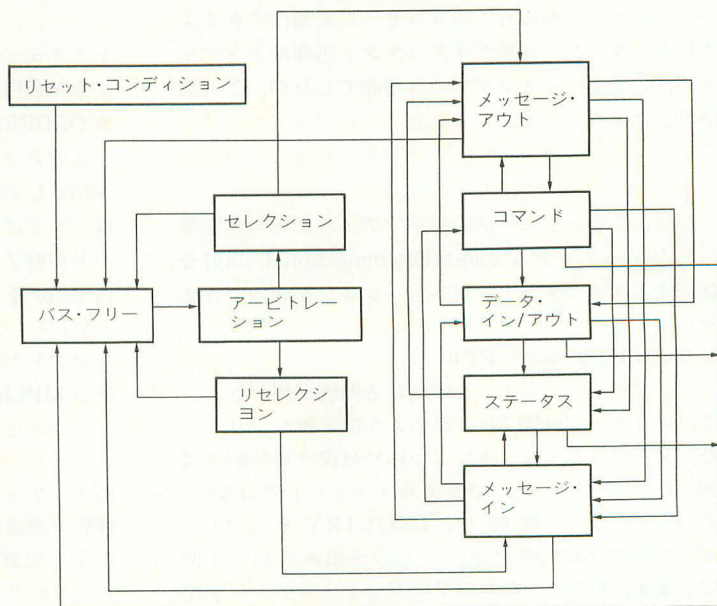 リセット・コンディション
メッセージ・
アウト
セレクション
コマンド
バス・フリー
アービトレー
ション
データ・
イン/アウト
リセレクシ
ヨン
ステータス
メッセージ・
イン